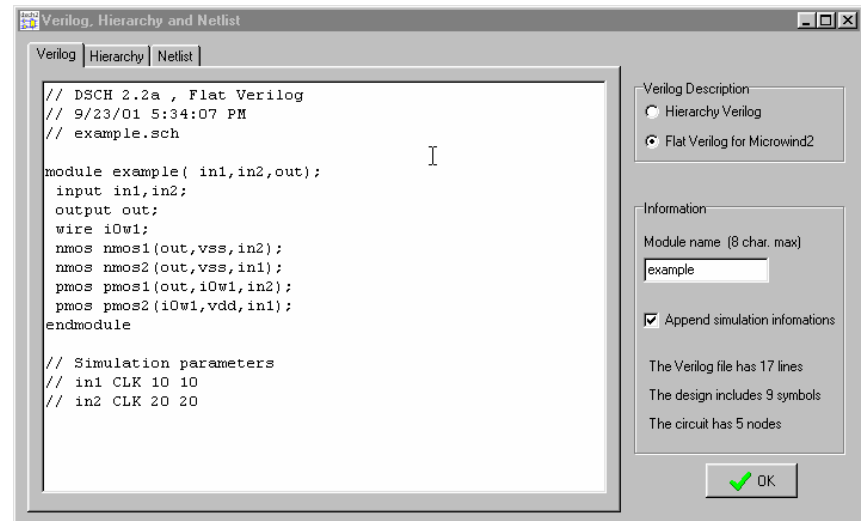 Verilog, Hierarchy and Netlist
Verilog Hierarchy Netlist
// DSCH 2.2a , Flat Verilog
// 9/23/01 5:34:07 PM
// example.sch
module example( in1,in2,out);
input in1,in2;
output out;
wire i0w1;
nmos nmos1(out,vss,in2);
nmos nmos2(out,vss,in1);
pmos pmos1(out,i0w1,in2);
pmos pmos2(i0w1,vdd,in1);
endmodule
// Simulation parameters
// in1 CLK 10 10
// in2 CLK 20 20
Verilog Description
Hierarchy Verilog
Flat Verilog for Microwind2
Information
Module name (8 char. max)
example
Append simulation infomations
The Verilog file has 17 lines
The design includes 9 symbols
The circuit has 5 nodes
OK